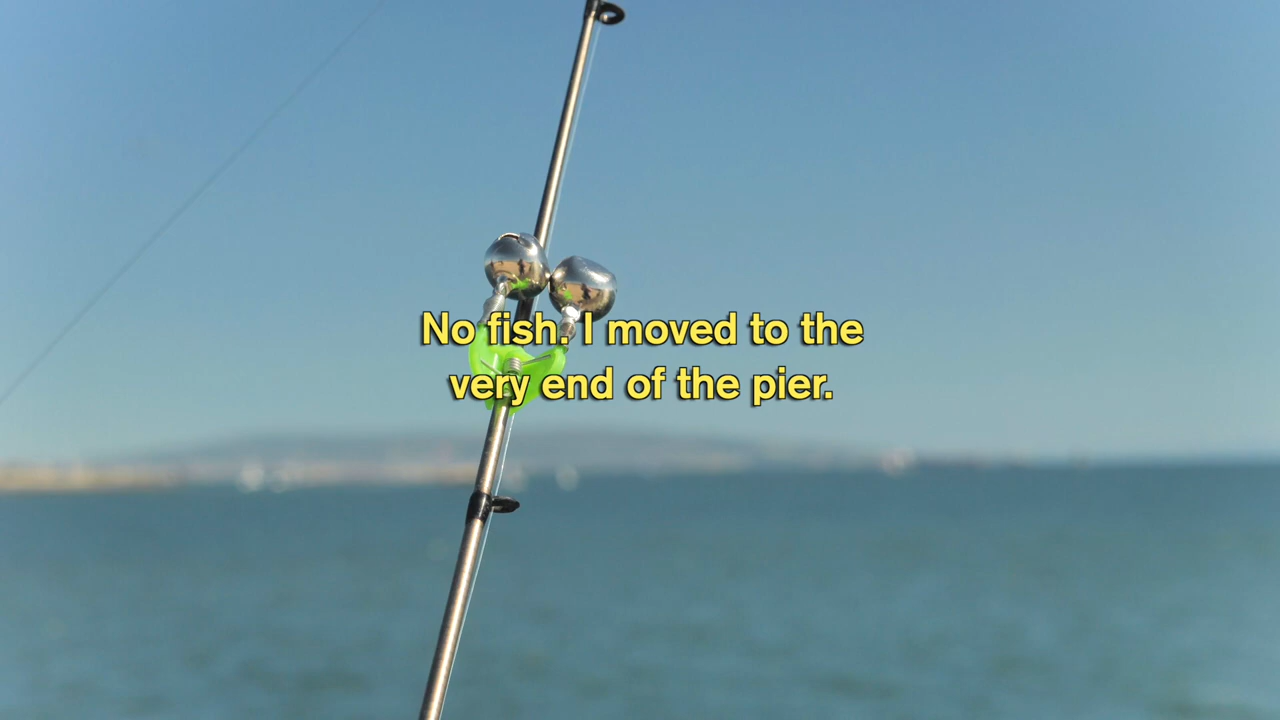 No fish. I moved to the
very end of the pier.